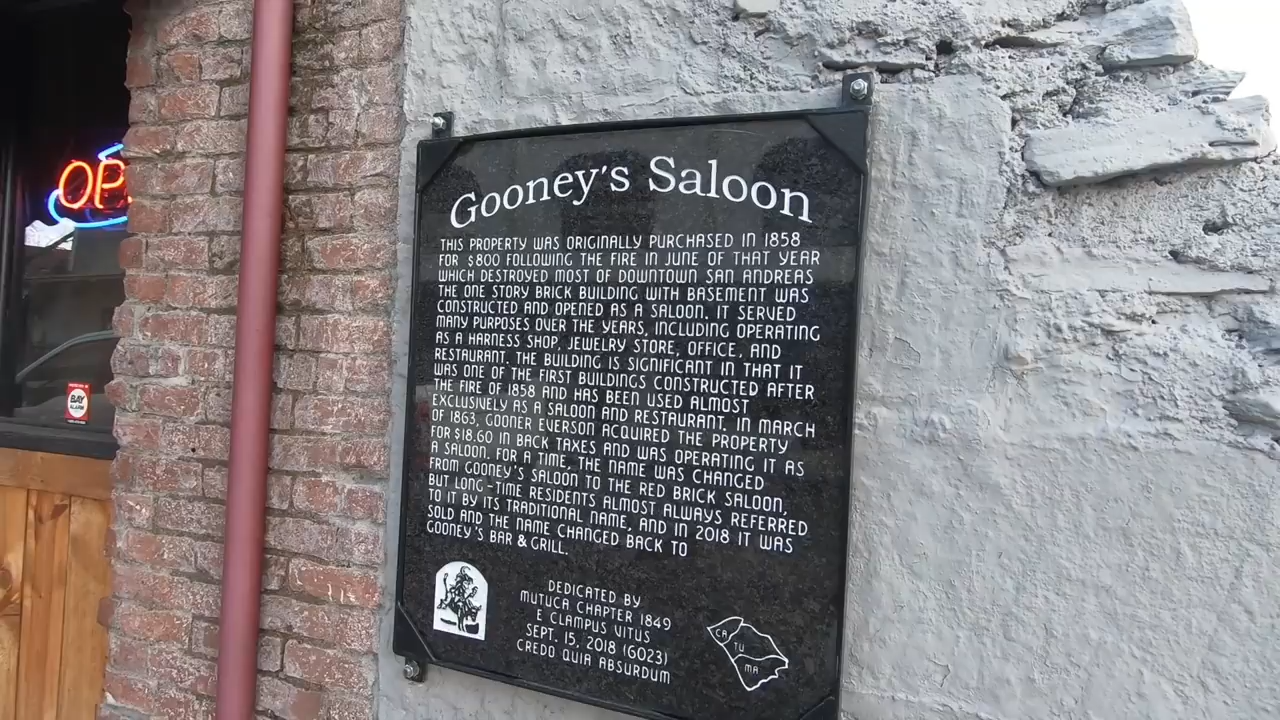 OP
BAY
ALARM
Gooney's Saloon
THIS PROPERTY WAS ORIGINALLY PURCHASED IN 1858
FOR $800 FOLLOWING THE FIRE IN JUNE OF THAT YEAR
WHICH DESTROYED MOST OF DOWNTOWN SAN ANDREAS
THE ONE STORY BRICK BUILDING WITH BASEMENT WAS
CONSTRUCTED AND OPENED AS A SALOON. IT SERVED
MANY PURPOSES OVER THE YEARS, INCLUDING OPERATING
AS A HARNESS SHOP, JEWELRY STORE, OFFICE, AND
RESTAURANT. THE BUILDING IS SIGNIFICANT IN THAT IT
WAS ONE OF THE FIRST BUILDINGS CONSTRUCTED AFTER
THE FIRE OF 1858 AND HAS BEEN USED ALMOST
EXCLUSIVELY AS A SALOON AND RESTAURANT. IN MARCH
OF 1863, GOONER EVERSON ACQUIRED THE PROPERTY
FOR $18.60 IN BACK TAXES AND WAS OPERATING IT AS
A SALOON. FOR A TIME, THE NAME WAS CHANGED
FROM GOONEY'S SALOON TO THE RED BRICK SALOON,
BUT LONG-TIME RESIDENTS ALMOST ALWAYS REFERRED
TO IT BY ITS TRADITIONAL NAME, AND IN 2018 IT WAS
SOLD AND THE NAME CHANGED BACK TO
GOONEY'S BAR & GRILL.
DEDICATED BY
MUTUCA CHAPTER 1849
E CLAMPUS VITUS
SEPT. 15, 2018 (6023)
CREDO QUIA ABSURDUM
CA
TU
MA